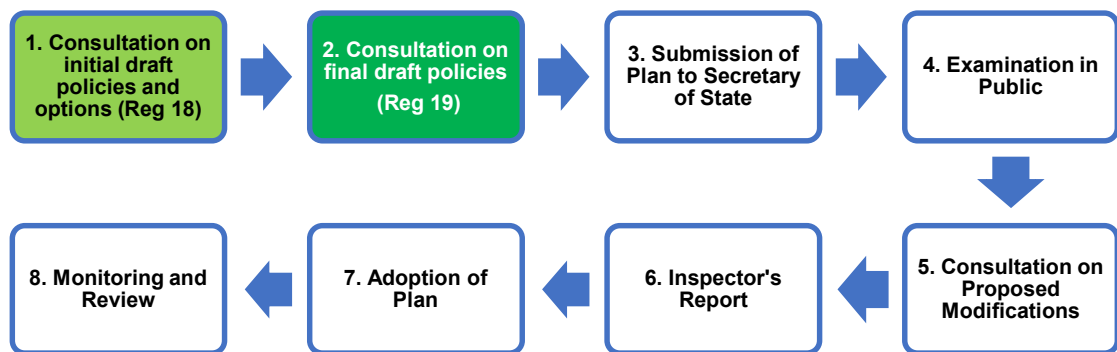 1. Consultation on
initial draft
policies and
options (Reg 18)
2. Consultation on
final draft policies
(Reg 19)
3. Submission of
Plan to Secretary
of State
4. Examination in
Public
5. Consultation on
Proposed
Modifications
6. Inspector's
Report
7. Adoption of
Plan
8. Monitoring and
Review